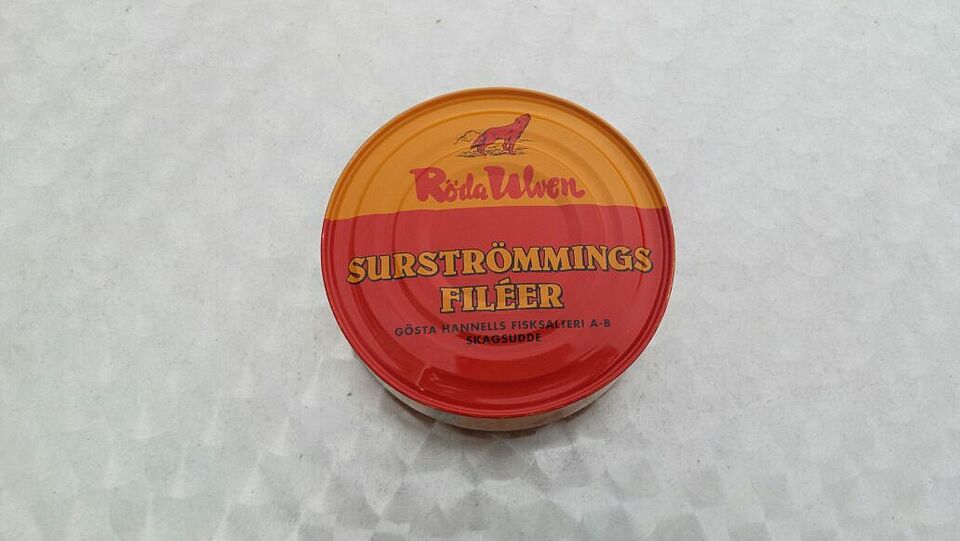 Röda Ulven
SURSTRÖMMINGS
FILÉER
GÖSTA HANNELLS FISKSALTERI A-B
SKAGSUDDE